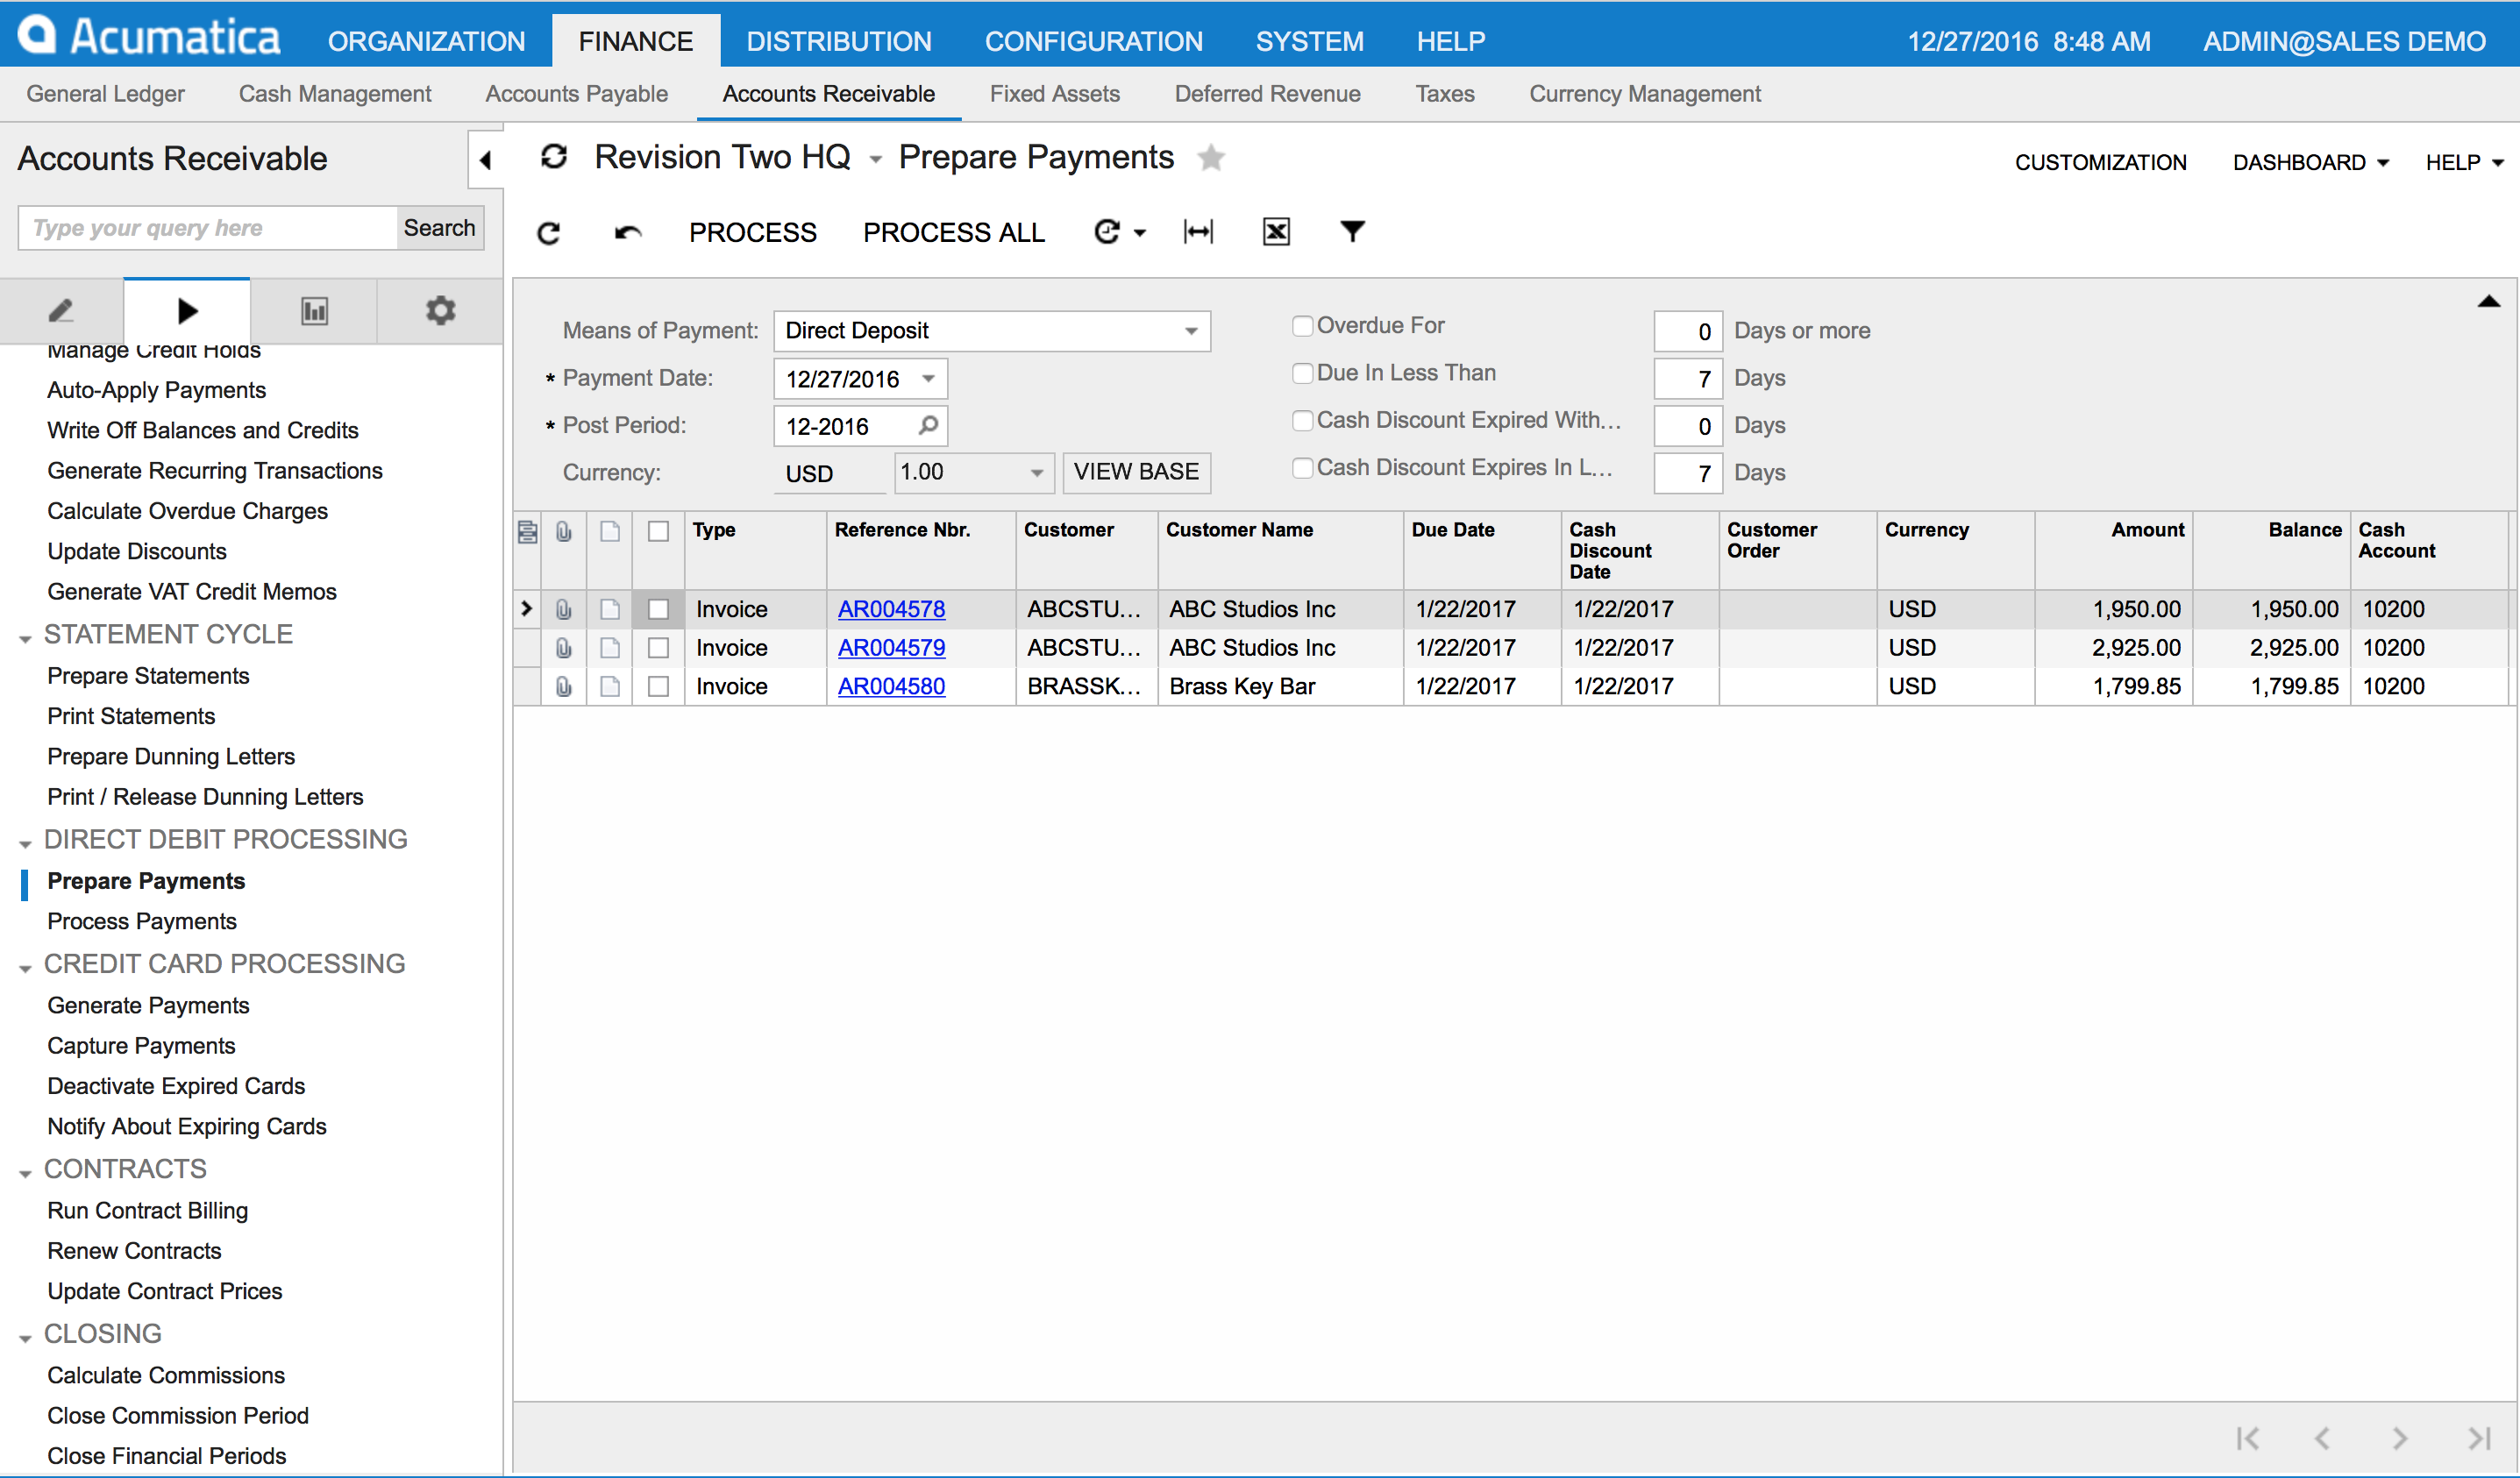 Acumatica ORGANIZATION FINANCE DISTRIBUTION CONFIGURATION SYSTEM HELP 12/27/2016 8:48 AM ADMIN@SALES DEMO
General Ledger Cash Management Accounts Payable Accounts Receivable Fixed Assets Deferred Revenue Taxes Currency Management
Accounts Receivable
Type your query here Search
Manage Credit Holds
Auto-Apply Payments
Write Off Balances and Credits
Generate Recurring Transactions
Calculate Overdue Charges
Update Discounts
Generate VAT Credit Memos
STATEMENT CYCLE
Prepare Statements
Print Statements
Prepare Dunning Letters
Print / Release Dunning Letters
DIRECT DEBIT PROCESSING
Prepare Payments
Process Payments
CREDIT CARD PROCESSING
Generate Payments
Capture Payments
Deactivate Expired Cards
Notify About Expiring Cards
CONTRACTS
Run Contract Billing
Renew Contracts
Update Contract Prices
CLOSING
Calculate Commissions
Close Commission Period
Close Financial Periods
Revision Two HQ Prepare Payments CUSTOMIZATION DASHBOARD HELP
PROCESS PROCESS ALL
Means of Payment: Direct Deposit Overdue For 0 Days or more
* Payment Date: 12/27/2016 Due In Less Than 7 Days
* Post Period: 12-2016 Cash Discount Expired With... 0 Days
Currency: USD 1.00 VIEW BASE Cash Discount Expires In L... 7 Days
Type Reference Nbr. Customer Customer Name Due Date Cash Discount Date Customer Order Currency Amount Balance Cash Account
Invoice AR004578 ABCSTU... ABC Studios Inc 1/22/2017 1/22/2017 USD 1,950.00 1,950.00 10200
Invoice AR004579 ABCSTU... ABC Studios Inc 1/22/2017 1/22/2017 USD 2,925.00 2,925.00 10200
Invoice AR004580 BRASSK... Brass Key Bar 1/22/2017 1/22/2017 USD 1,799.85 1,799.85 10200